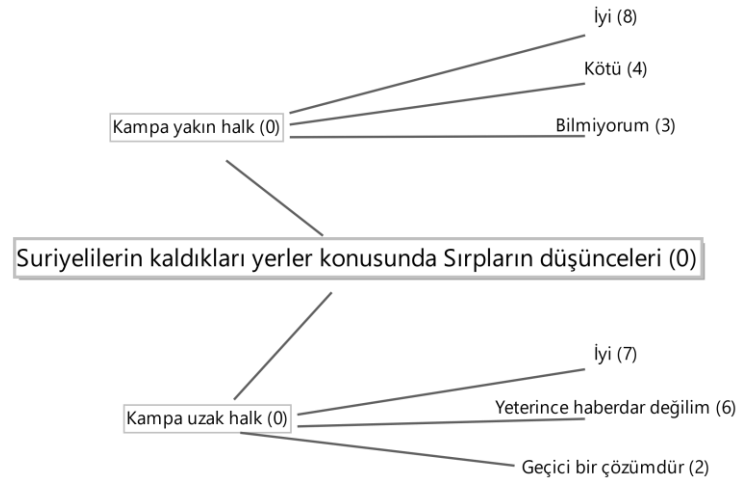 İyi (8)
Kötü (4)
Kampa yakın halk (0)
Bilmiyorum (3)
Suriyelilerin kaldıkları yerler konusunda Sırpların düşünceleri (0)
İyi (7)
Yeterince haberdar değilim (6)
Kampa uzak halk (0)
Geçici bir çözümdür (2)